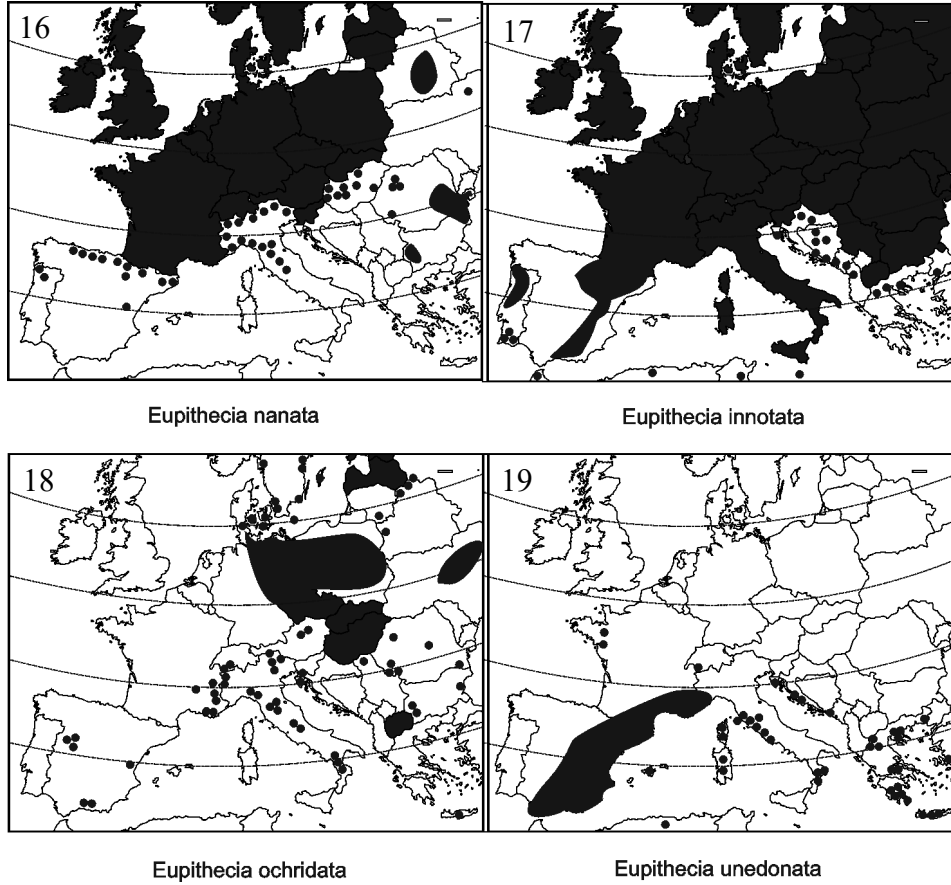 16
17
Eupithecia nanata
Eupithecia innotata
18
19
Eupithecia ochridata
Eupithecia unedonata